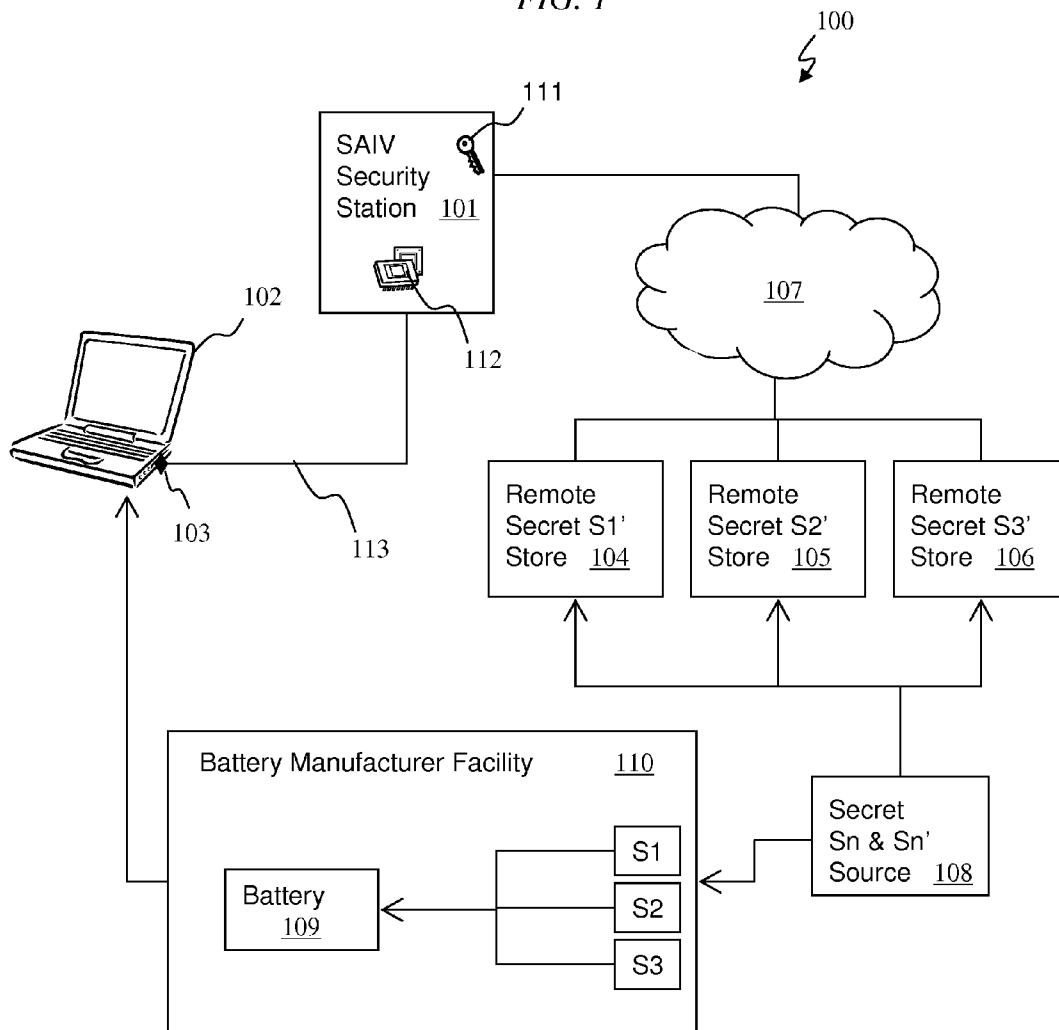 FIG. 1
100
111
SAIV
Security
Station 101
112
107
102
103
113
Remote
Secret S1'
Store 104
Remote
Secret S2'
Store 105
Remote
Secret S3'
Store 106
Battery Manufacturer Facility 110
S1
S2
S3
Battery
109
Secret
Sn & Sn'
Source 108